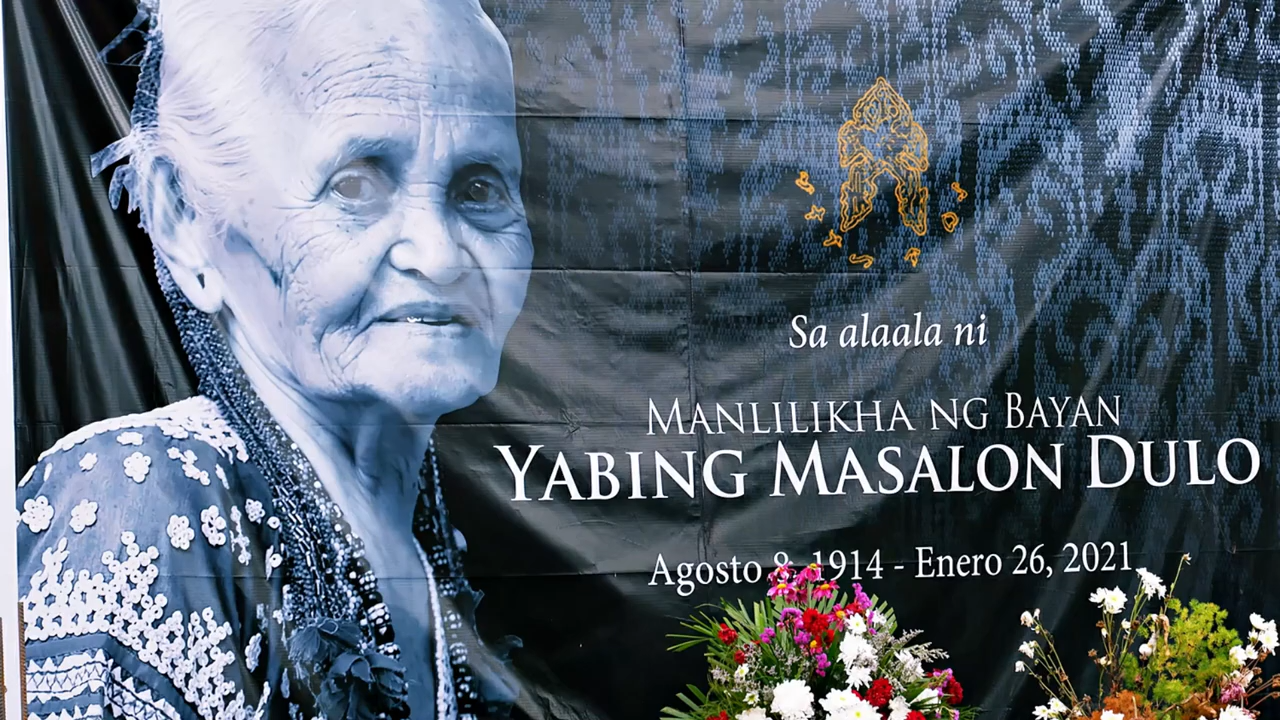 Sa alaala ni
MANLILIKHA NG BAYAN
YABING MASALON DULO
Agosto 8, 1914 - Enero 26, 2021